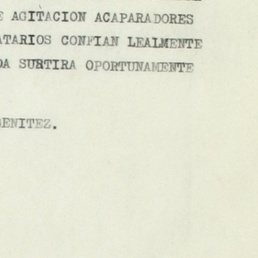 E AGITACION ACAPARADORES
ATARIOS CONFIAN LEALMENTE
DA SURTIRA OPORTUNAMENTE
BENITEZ.